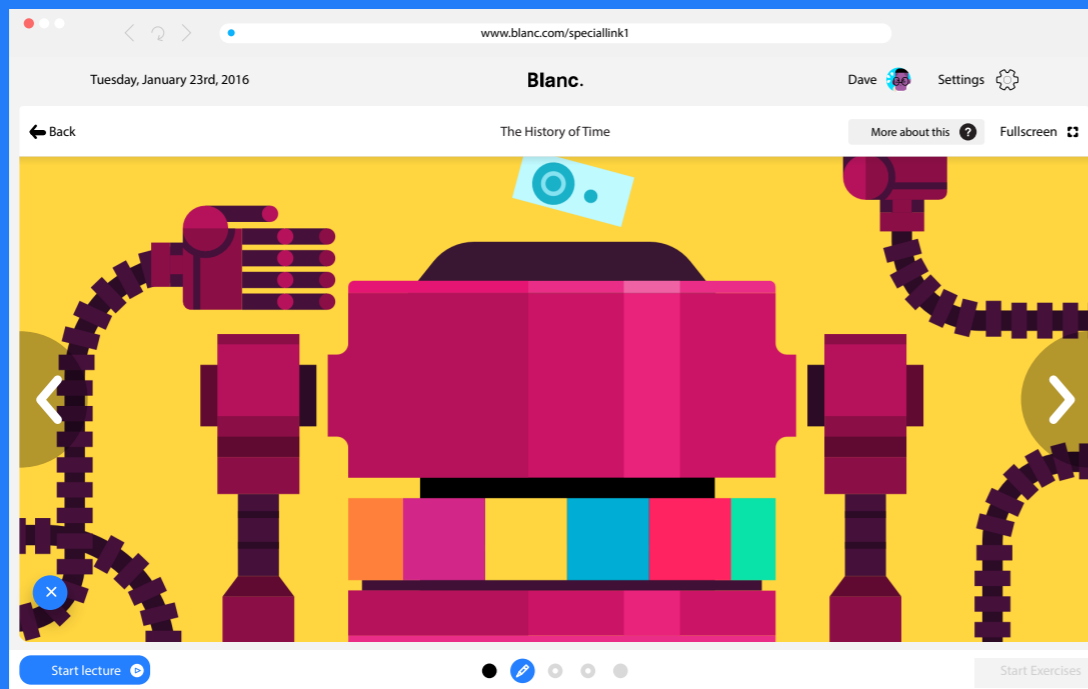 www.blanc.com/speciallink1
Tuesday, January 23rd, 2016
Blanc.
Dave
Settings
Back
The History of Time
More about this ?
Fullscreen
Start lecture
Start Exercises